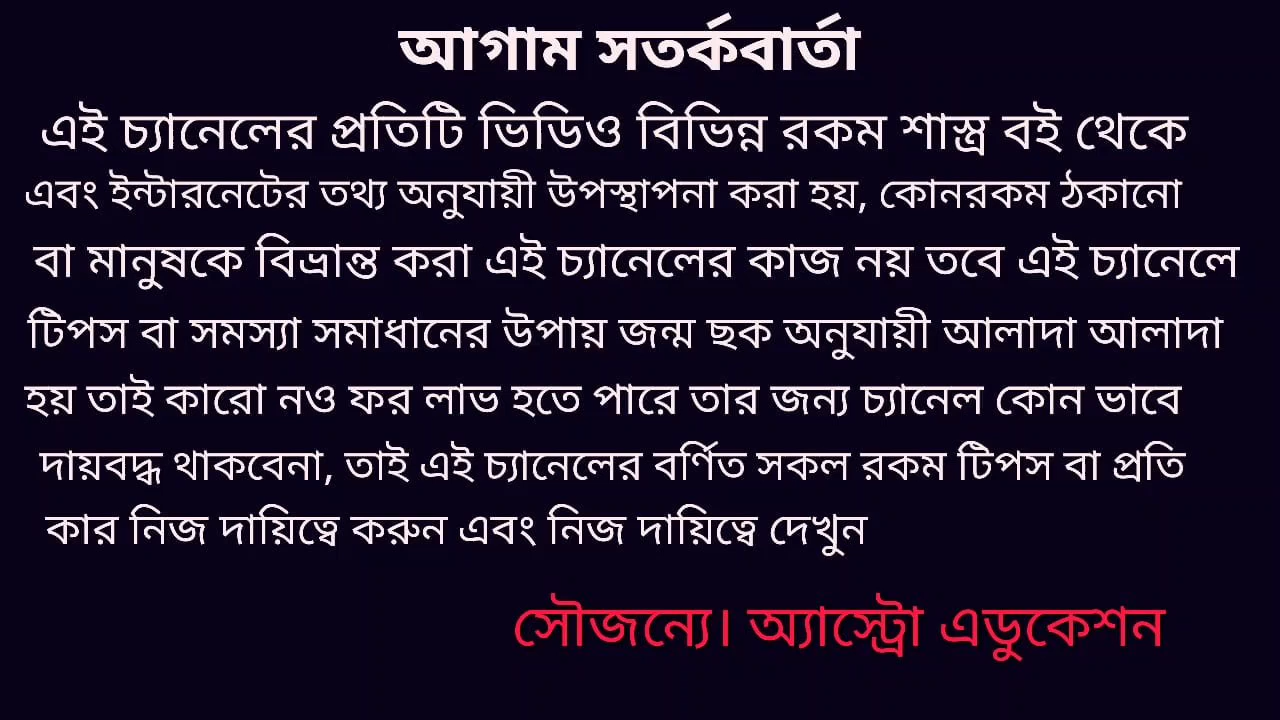 আগাম সতর্কবার্তা
এই চ্যানেলের প্রতিটি ভিডিও বিভিন্ন রকম শাস্ত্র বই থেকে
এবং ইন্টারনেটের তথ্য অনুযায়ী উপস্থাপনা করা হয়, কোনরকম ঠকানো
বা মানুষকে বিভ্রান্ত করা এই চ্যানেলের কাজ নয় তবে এই চ্যানেলে
টিপস বা সমস্যা সমাধানের উপায় জন্ম ছক অনুযায়ী আলাদা আলাদা
হয় তাই কারো নও ফর লাভ হতে পারে তার জন্য চ্যানেল কোন ভাবে
দায়বদ্ধ থাকবেনা, তাই এই চ্যানেলের বর্ণিত সকল রকম টিপস বা প্রতি
কার নিজ দায়িত্বে করুন এবং নিজ দায়িত্বে দেখুন
সৌজন্যে। অ্যাস্ট্রো এডুকেশন